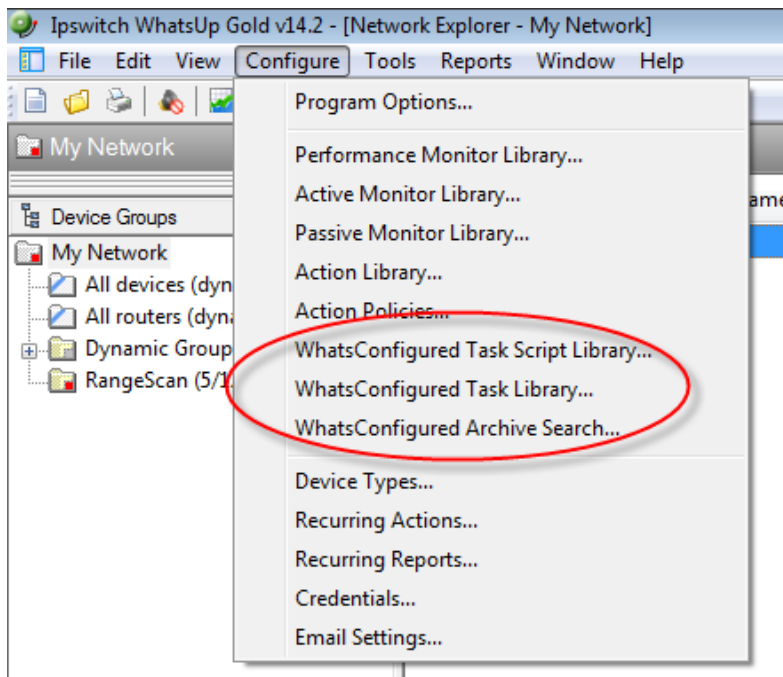 Ipswitch WhatsUp Gold v14.2 - [Network Explorer - My Network]
File Edit View Configure Tools Reports Window Help
My Network
Device Groups
My Network
All devices (dyn
All routers (dyna
Dynamic Group
RangeScan (5/1
Program Options...
Performance Monitor Library...
Active Monitor Library...
Passive Monitor Library...
Action Library...
Action Policies...
WhatsConfigured Task Script Library...
WhatsConfigured Task Library...
WhatsConfigured Archive Search...
Device Types...
Recurring Actions...
Recurring Reports...
Credentials...
Email Settings...
ame